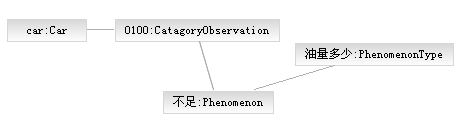 car:Car
0100:CatagoryObservation
油量多少:PhenomenonType
不足:Phenomenon